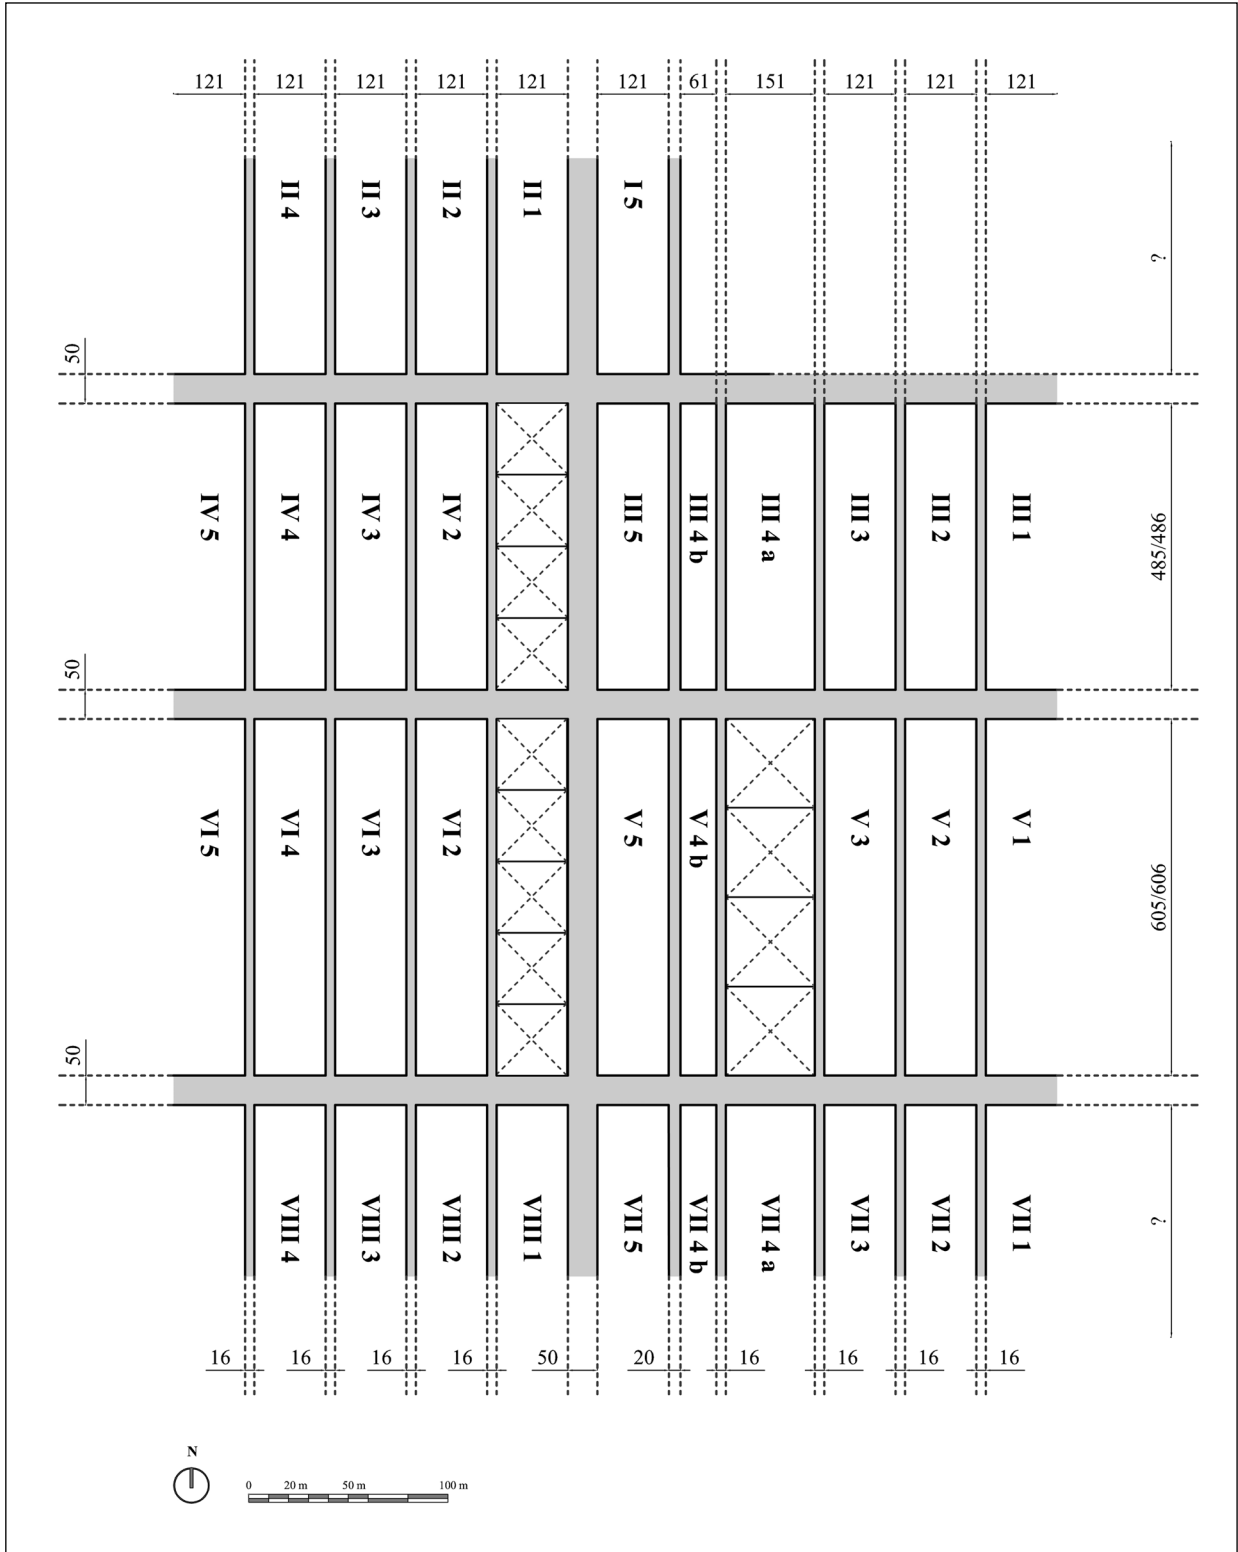 121 121 121 121 121 121 61 151 121 121 121
II 4 II 3 II 2 II 1 I 5
?
50
IV 5 IV 4 IV 3 IV 2 III 5 III 4 b III 4 a III 3 III 2 III 1
485/486
50
VI 5 VI 4 VI 3 VI 2 V 5 V 4 b V 3 V 2 V 1
605/606
50
VIII 4 VIII 3 VIII 2 VIII 1 VII 5 VII 4 b VII 4 a VII 3 VII 2 VII 1
?
16 16 16 16 50 20 16 16 16 16
N
0 20 m 50 m 100 m